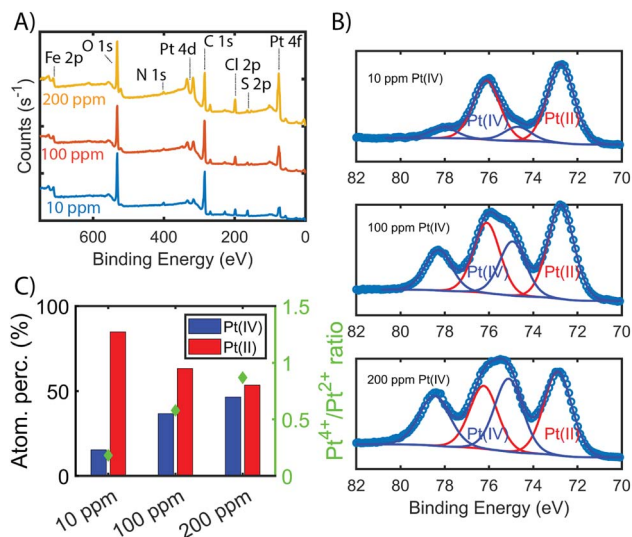 A)
Fe 2p
O 1s
N 1s
Pt 4d
C 1s
Cl 2p
S 2p
Pt 4f
200 ppm
100 ppm
10 ppm
Counts (s⁻¹)
600 400 200 0
Binding Energy (eV)
B)
10 ppm Pt(IV)
Pt(IV)
Pt(II)
82 80 78 76 74 72 70
100 ppm Pt(IV)
Pt(IV)
Pt(II)
82 80 78 76 74 72 70
200 ppm Pt(IV)
Pt(IV)
Pt(II)
82 80 78 76 74 72 70
Binding Energy (eV)
C)
Pt(IV)
Pt(II)
100
50
0
Atom. perc. (%)
1.5
1
0.5
0
Pt⁴⁺/Pt²⁺ ratio
10 ppm
100 ppm
200 ppm